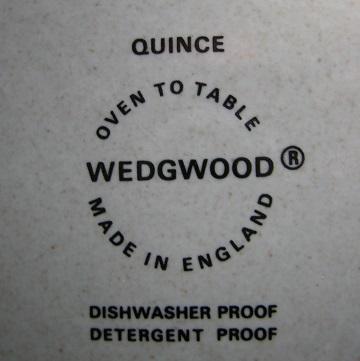 QUINCE
OVEN TO TABLE
WEDGWOOD®
MADE IN ENGLAND
DISHWASHER PROOF
DETERGENT PROOF